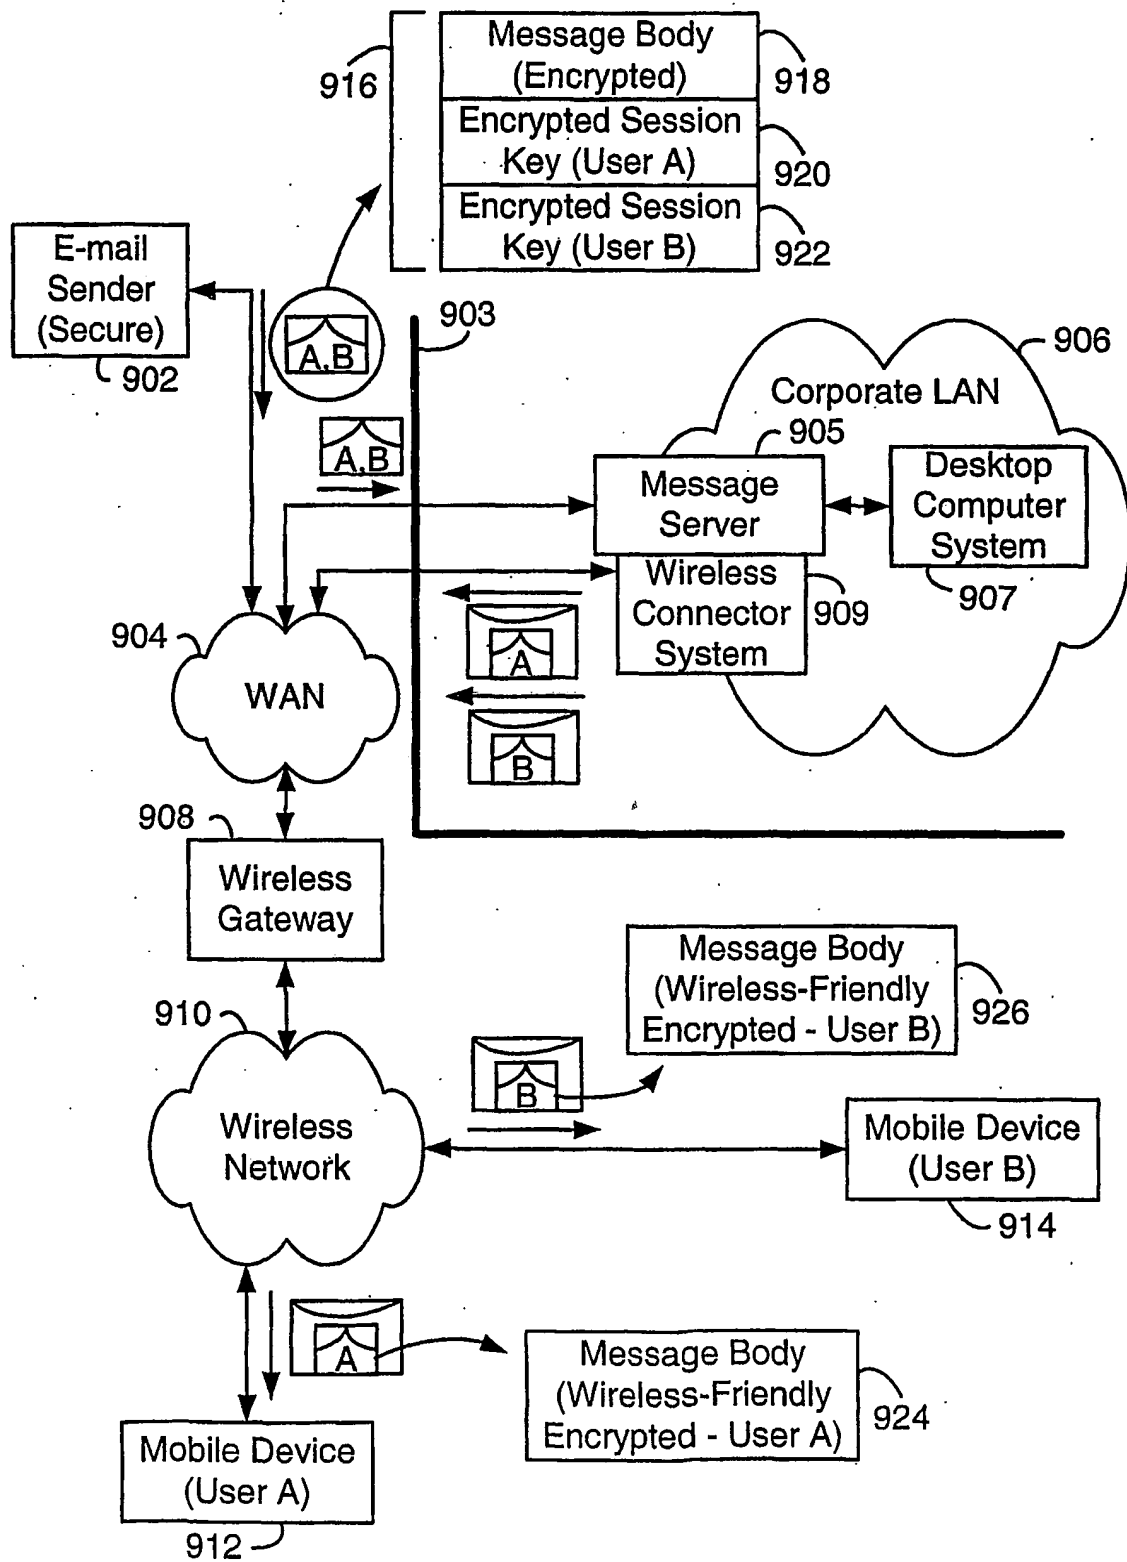 Message Body
(Encrypted)
916
918
Encrypted Session
Key (User A)
920
Encrypted Session
Key (User B)
922
E-mail
Sender
(Secure)
902
A,B
903
906
Corporate LAN
905
A,B
Message
Server
Desktop
Computer
System
907
Wireless
Connector
System
909
904
WAN
A
B
908
Wireless
Gateway
Message Body
(Wireless-Friendly
Encrypted - User B)
926
910
B
Wireless
Network
Mobile Device
(User B)
914
A
Message Body
(Wireless-Friendly
Encrypted - User A)
924
Mobile Device
(User A)
912